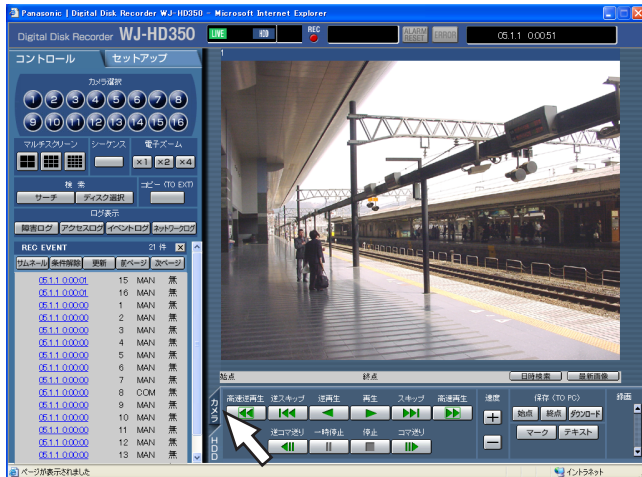 Panasonic | Digital Disk Recorder WJ-HD350 - Microsoft Internet Explorer
Digital Disk Recorder WJ-HD350
LIVE HDD REC ALARM RESET ERROR 05.1.1 0:00:51
コントロール セットアップ
1
カメラ選択
1 2 3 4 5 6 7 8
9 10 11 12 13 14 15 16
マルチスクリーン シーケンス 電子ズーム
×1 ×2 ×4
検 索 コピー (TO EXT)
サーチ ディスク選択
ログ表示
障害ログ アクセスログ イベントログ ネットワークログ
REC EVENT 21 件 X
サムネール 条件解除 更新 前ページ 次ページ
05.1.1 0:00:01 15 MAN 無
05.1.1 0:00:01 16 MAN 無
05.1.1 0:00:00 1 MAN 無
05.1.1 0:00:00 2 MAN 無
05.1.1 0:00:00 3 MAN 無
05.1.1 0:00:00 4 MAN 無
05.1.1 0:00:00 5 MAN 無
05.1.1 0:00:00 6 MAN 無
05.1.1 0:00:00 7 MAN 無
05.1.1 0:00:00 8 COM 無
05.1.1 0:00:00 9 MAN 無
05.1.1 0:00:00 10 MAN 無
05.1.1 0:00:00 11 MAN 無
05.1.1 0:00:00 12 MAN 無
05.1.1 0:00:00 13 MAN 無
始点 終点 日時検索 最新画像
カメラ
HDD
高速逆再生 逆スキップ 逆再生 再生 スキップ 高速再生 速度 保存 (TO PC) 録画
+ 始点 終点 ダウンロード
逆コマ送り 一時停止 停止 コマ送り
マーク テキスト
ページが表示されました
イントラネット